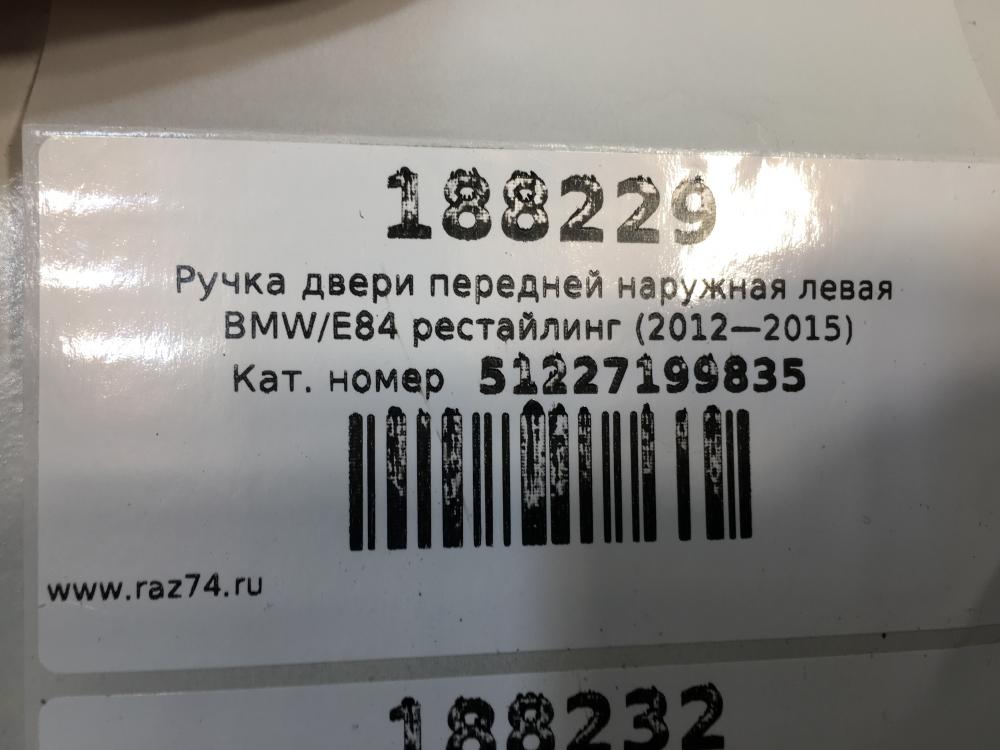 188229
Ручка двери передней наружная левая
BMW/E84 рестайлинг (2012—2015)
Кат. номер 51227199835
www.raz74.ru
188232